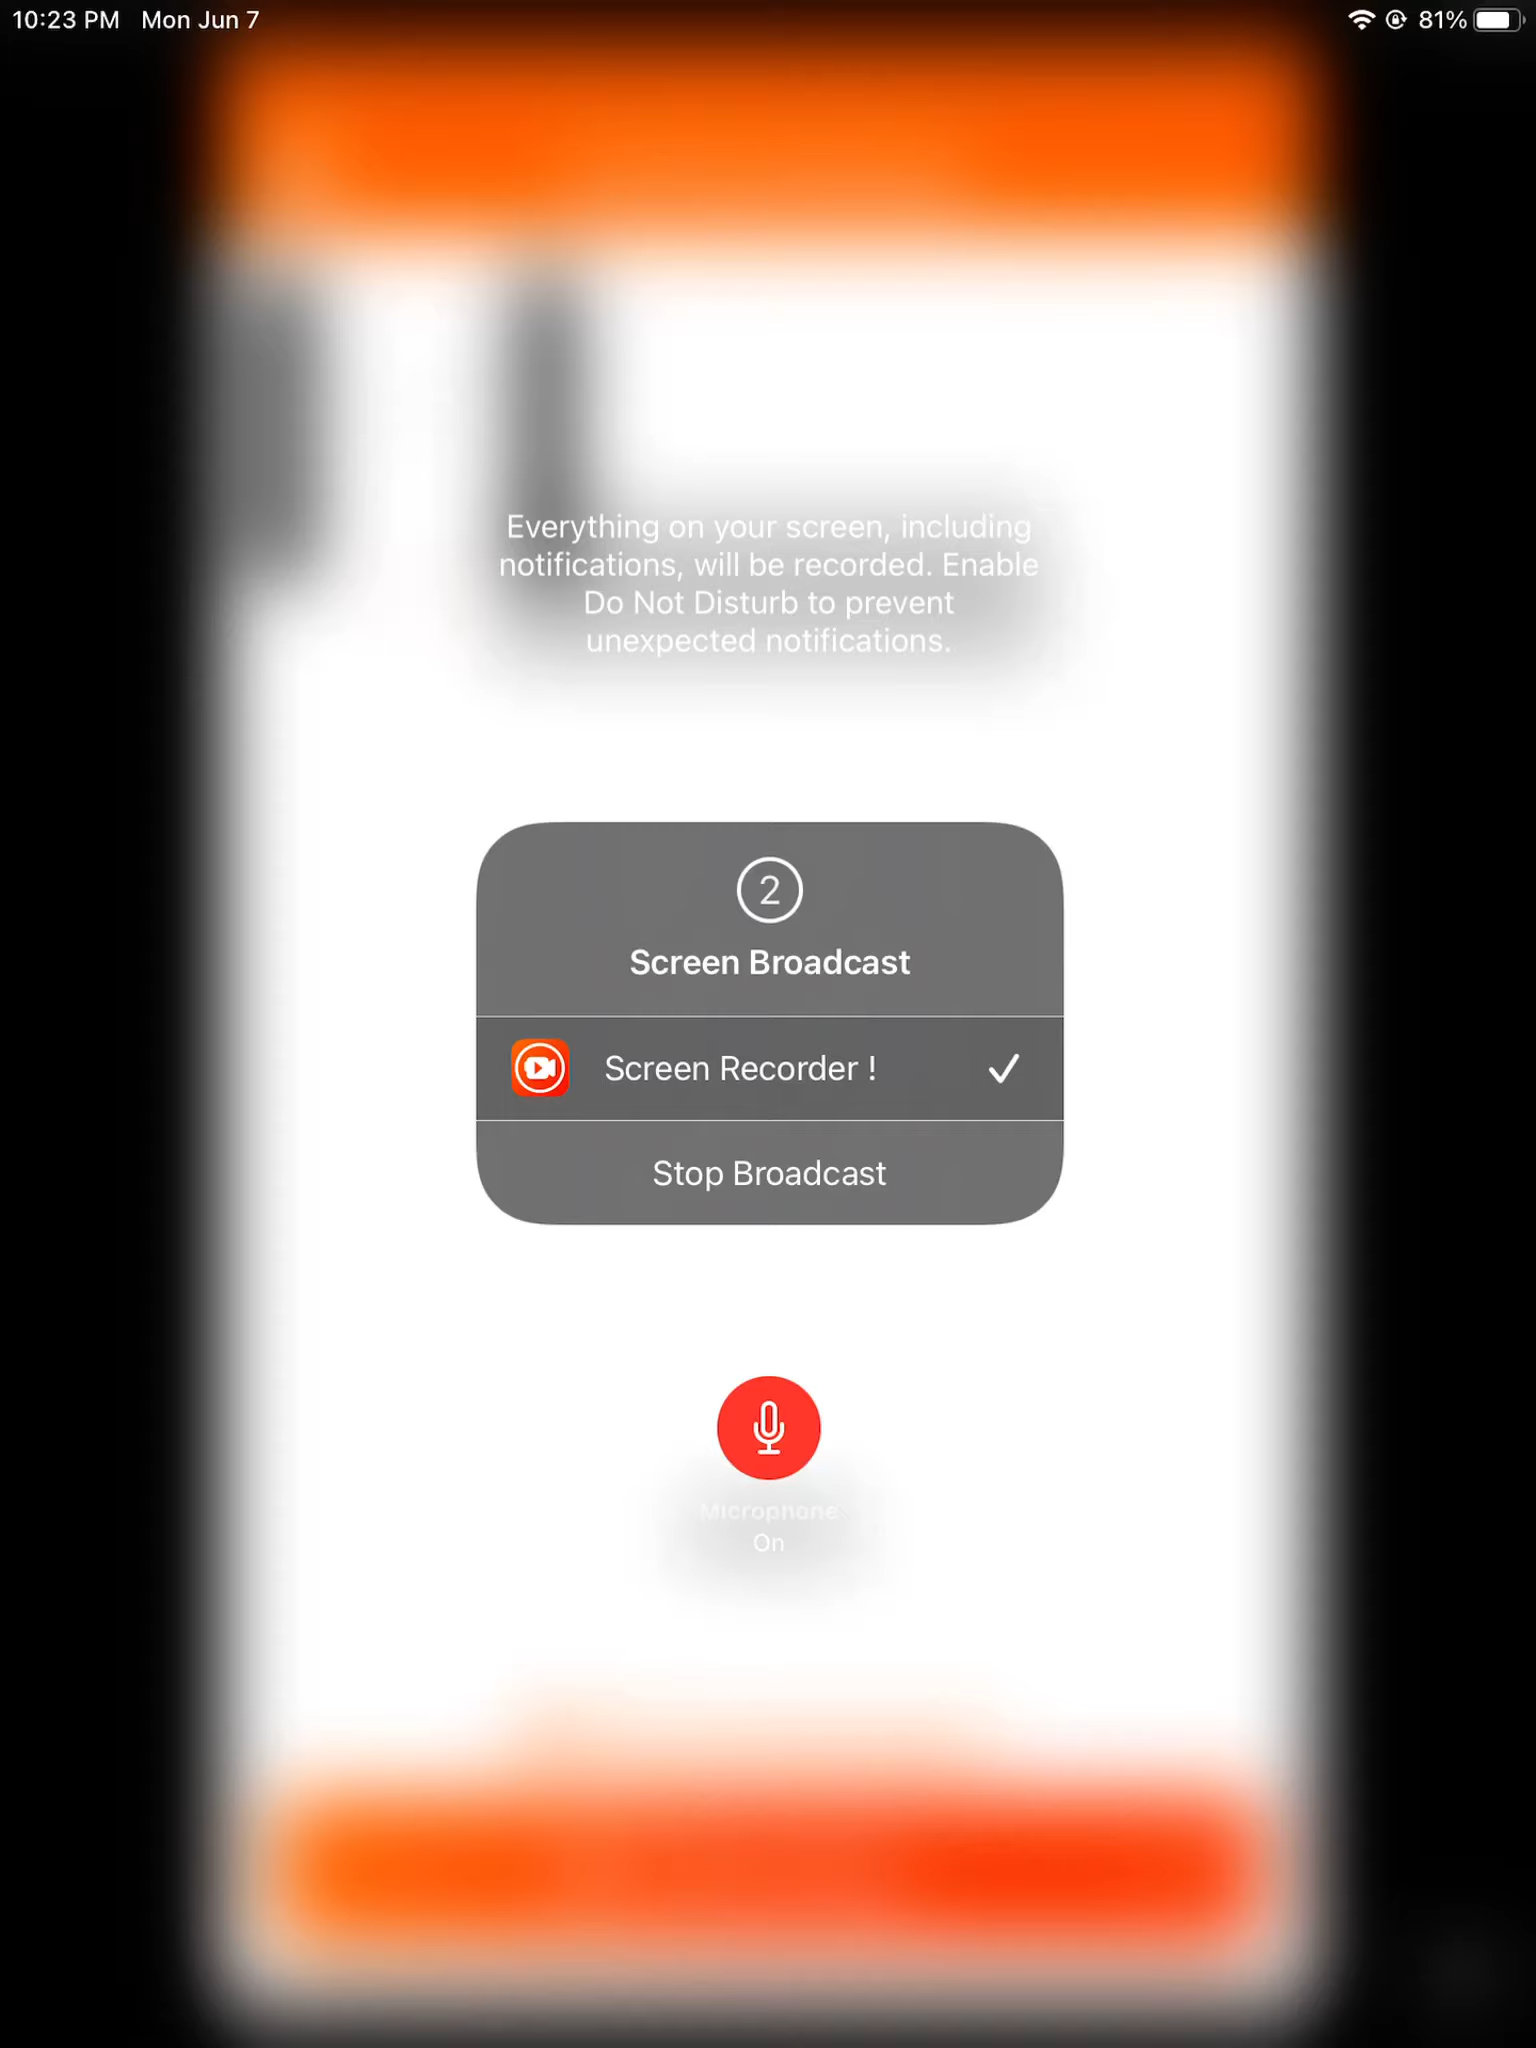 10:23 PM Mon Jun 7
81%
Everything on your screen, including
notifications, will be recorded. Enable
Do Not Disturb to prevent
unexpected notifications.
2
Screen Broadcast
Screen Recorder !
Stop Broadcast
Microphone
On